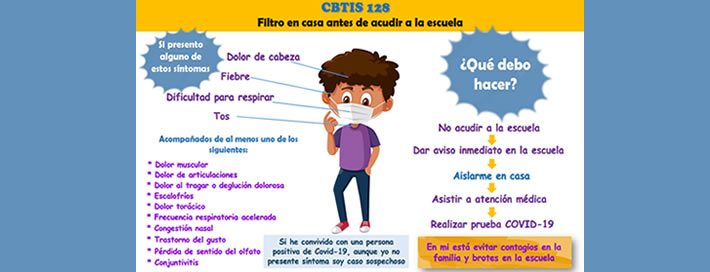 CBTIS 128
Filtro en casa antes de acudir a la escuela
Si presento
alguno de
estos síntomas
Dolor de cabeza
Fiebre
Dificultad para respirar
Tos
Acompañados de al menos uno de los
siguientes:
* Dolor muscular
* Dolor de articulaciones
* Dolor al tragar o deglución dolorosa
* Escalofríos
* Dolor torácico
* Frecuencia respiratoria acelerada
* Congestión nasal
* Trastorno del gusto
* Pérdida de sentido del olfato
* Conjuntivitis
Si he convivido con una persona
positiva de Covid-19, aunque yo no
presente síntoma soy caso sospechoso
¿Qué debo
hacer?
No acudir a la escuela
Dar aviso inmediato en la escuela
Aislarme en casa
Asistir a atención médica
Realizar prueba COVID-19
En mi está evitar contagios en la
familia y brotes en la escuela